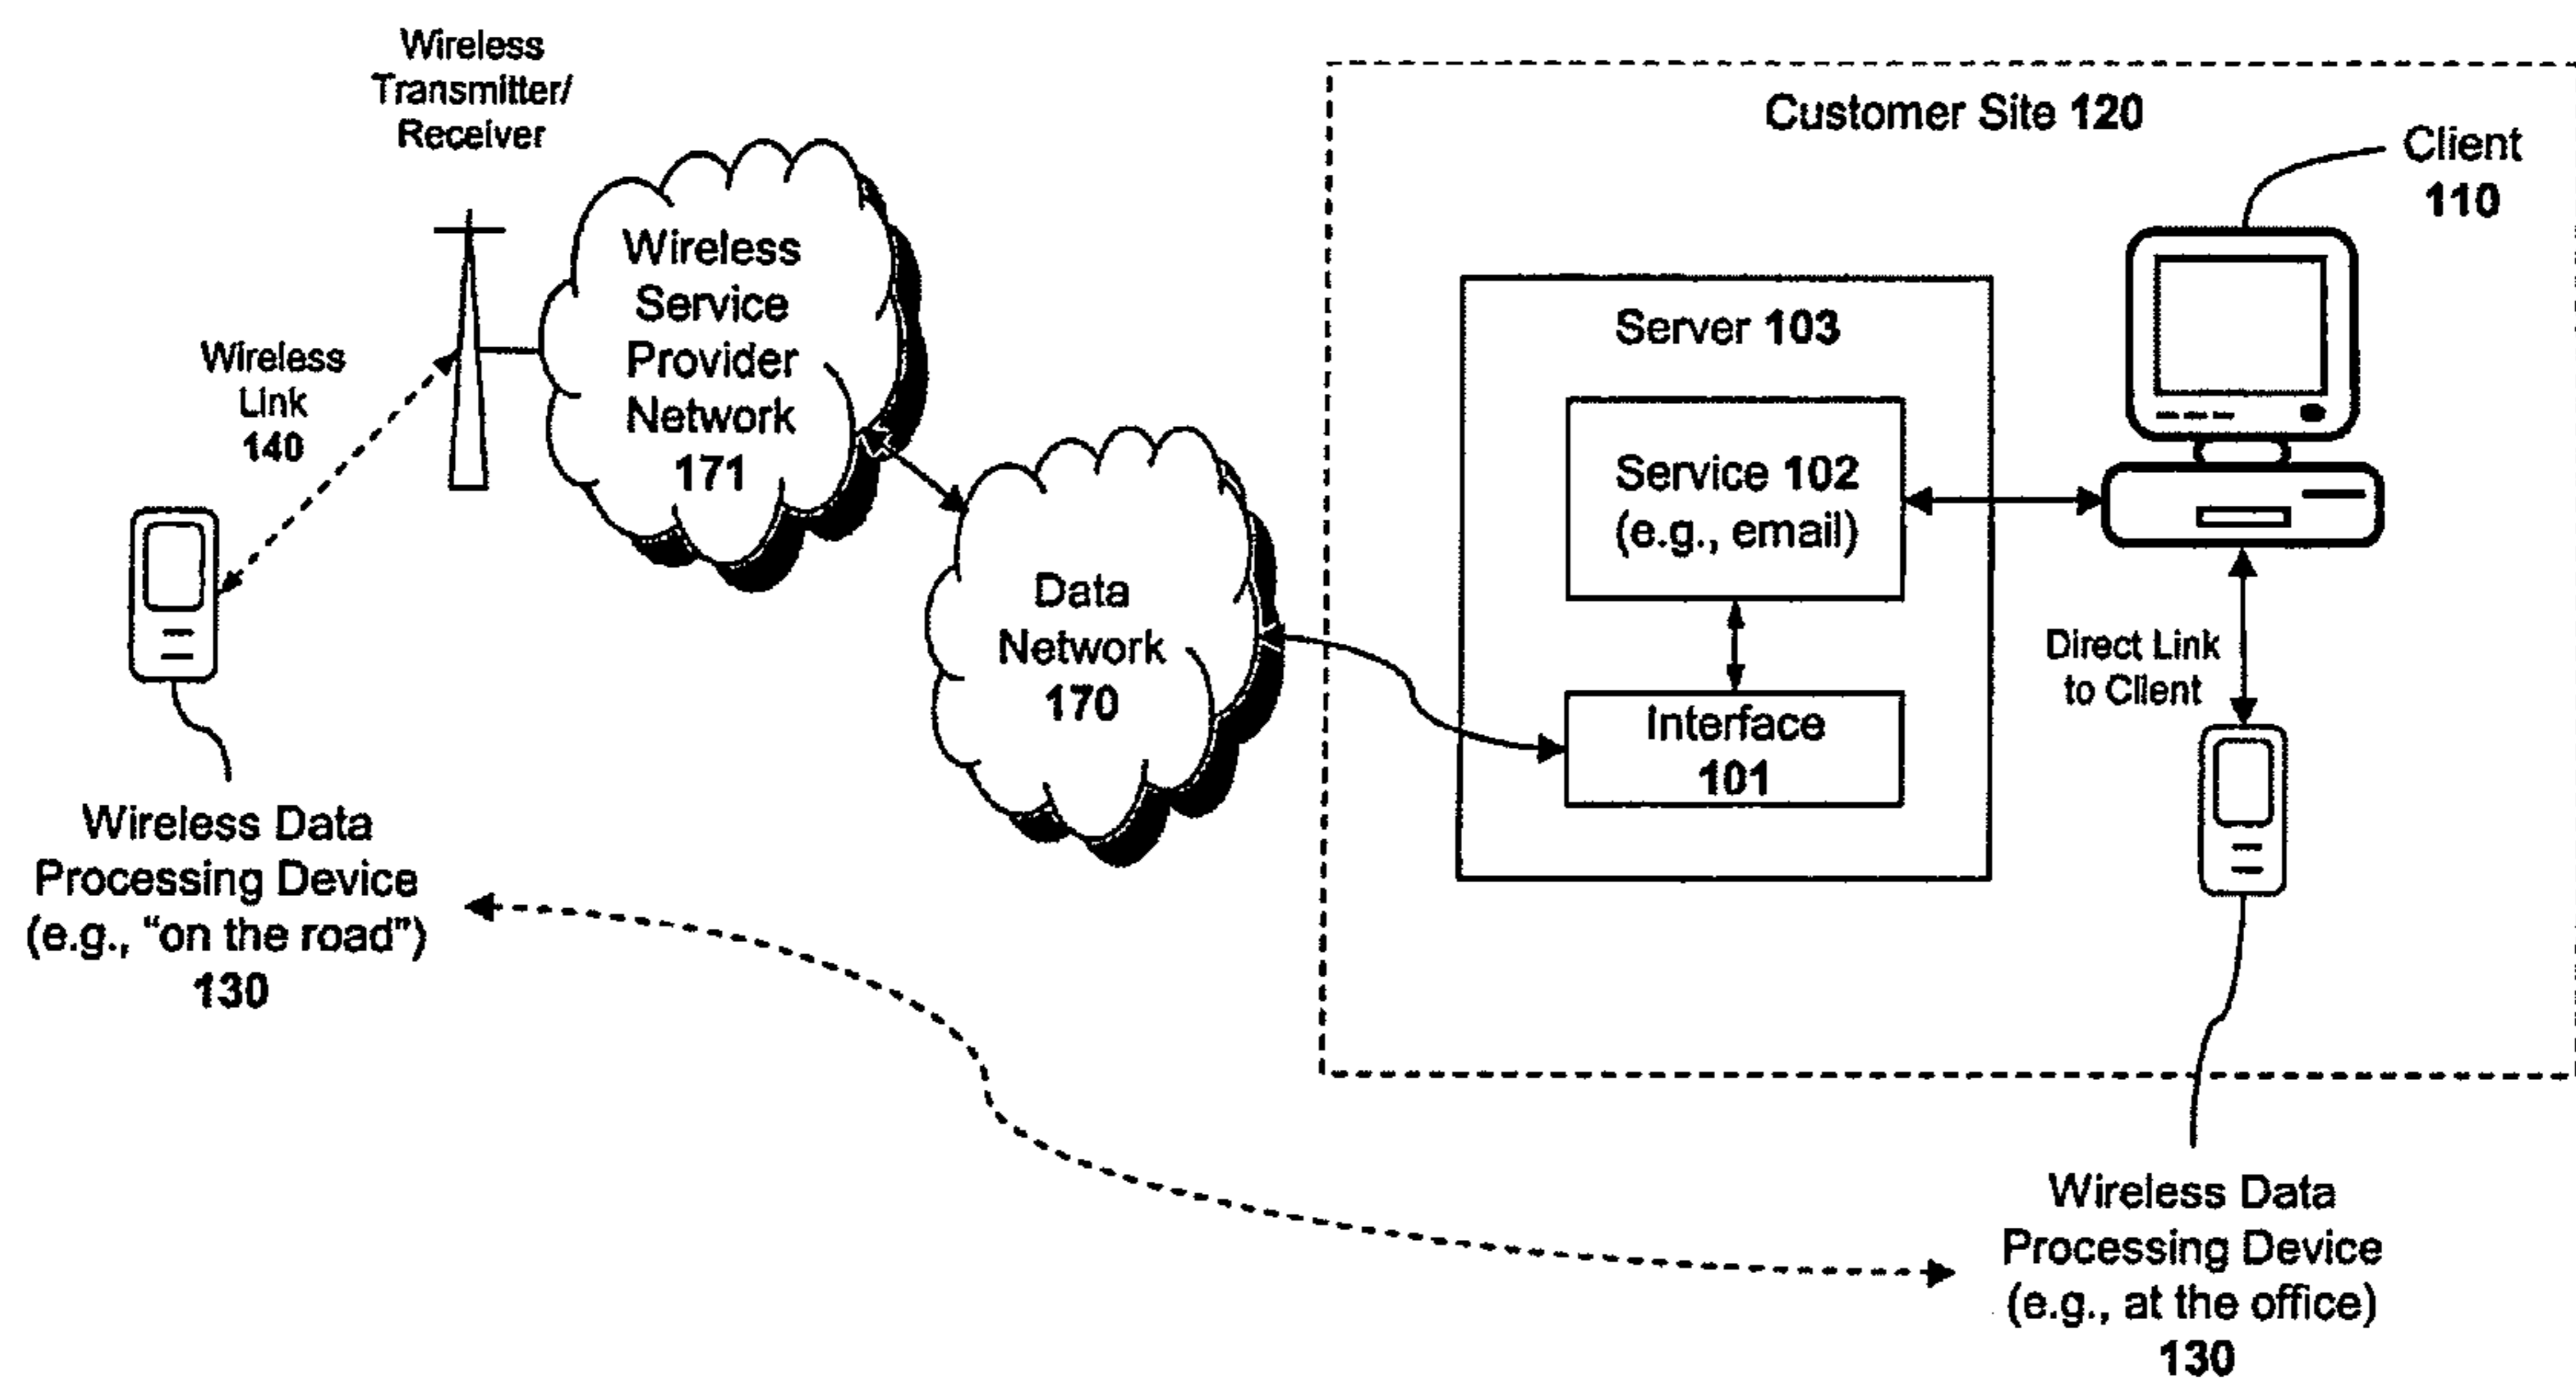 Wireless
Transmitter/
Receiver
Customer Site 120
Client
110
Wireless
Service
Provider
Network
171
Server 103
Wireless
Link
140
Service 102
(e.g., email)
Data
Network
170
Direct Link
to Client
Interface
101
Wireless Data
Processing Device
(e.g., “on the road”)
130
Wireless Data
Processing Device
(e.g., at the office)
130